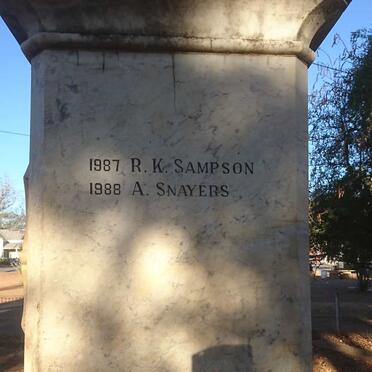 1987 R. K. SAMPSON
1988 A. SNAYERS